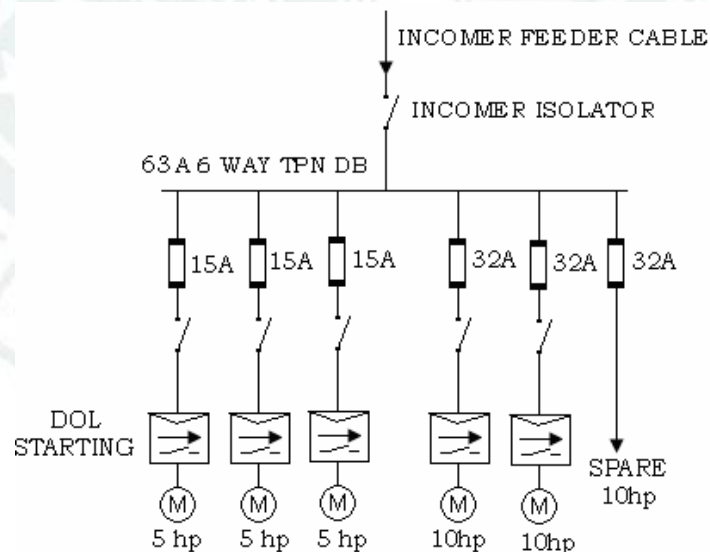 INCOMER FEEDER CABLE
INCOMER ISOLATOR
63A 6 WAY TPN DB
15A 15A 15A 32A 32A 32A
DOL
STARTING
SPARE
10hp
M M M M M
5 hp 5 hp 5 hp 10hp 10hp